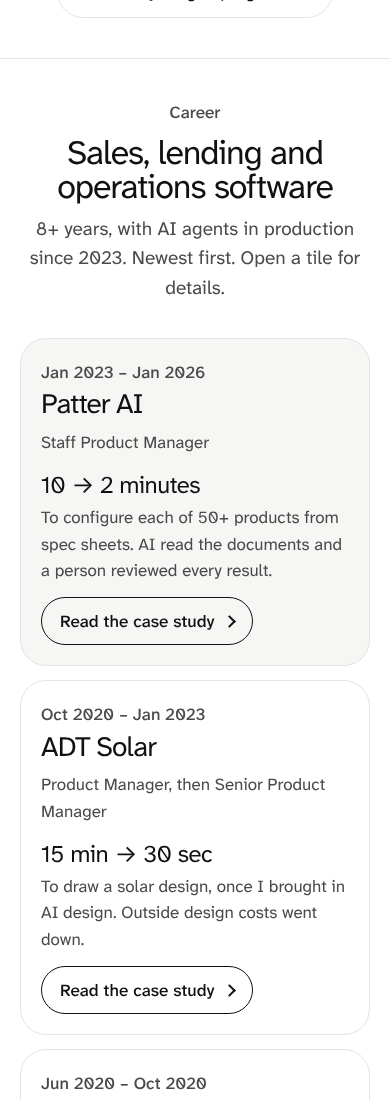 Career
Sales, lending and
operations software
8+ years, with AI agents in production
since 2023. Newest first. Open a tile for
details.
Jan 2023 – Jan 2026
Patter AI
Staff Product Manager
10 → 2 minutes
To configure each of 50+ products from
spec sheets. AI read the documents and
a person reviewed every result.
Read the case study
Oct 2020 – Jan 2023
ADT Solar
Product Manager, then Senior Product
Manager
15 min → 30 sec
To draw a solar design, once I brought in
AI design. Outside design costs went
down.
Read the case study
Jun 2020 – Oct 2020